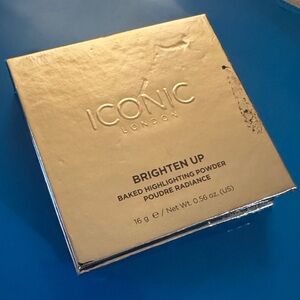 ICONIC
LONDON
BRIGHTEN UP
BAKED HIGHLIGHTING POWDER
POUDRE RADIANCE
16 g ℮ / Net Wt. 0.56 oz. (US)